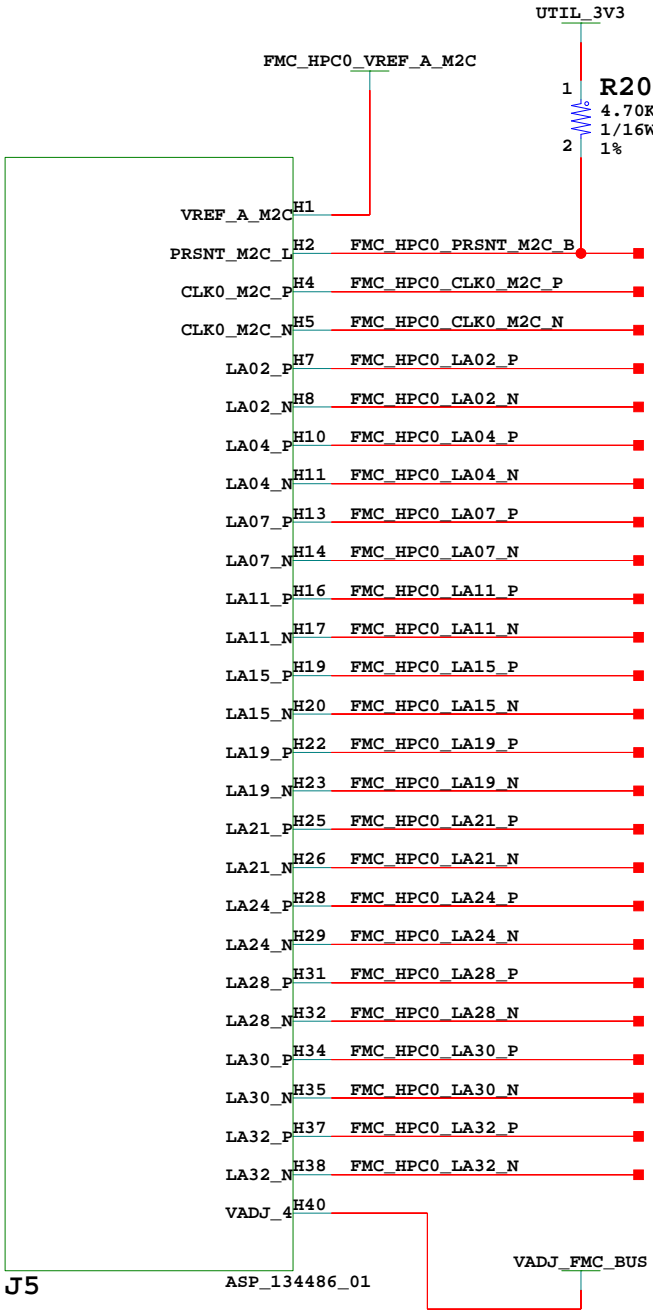 UTIL_3V3
FMC_HPC0_VREF_A_M2C
1 R20
4.70K
1/16W
2 1%
VREF_A_M2C H1
PRSNT_M2C_L H2 FMC_HPC0_PRSNT_M2C_B
CLK0_M2C_P H4 FMC_HPC0_CLK0_M2C_P
CLK0_M2C_N H5 FMC_HPC0_CLK0_M2C_N
LA02_P H7 FMC_HPC0_LA02_P
LA02_N H8 FMC_HPC0_LA02_N
LA04_P H10 FMC_HPC0_LA04_P
LA04_N H11 FMC_HPC0_LA04_N
LA07_P H13 FMC_HPC0_LA07_P
LA07_N H14 FMC_HPC0_LA07_N
LA11_P H16 FMC_HPC0_LA11_P
LA11_N H17 FMC_HPC0_LA11_N
LA15_P H19 FMC_HPC0_LA15_P
LA15_N H20 FMC_HPC0_LA15_N
LA19_P H22 FMC_HPC0_LA19_P
LA19_N H23 FMC_HPC0_LA19_N
LA21_P H25 FMC_HPC0_LA21_P
LA21_N H26 FMC_HPC0_LA21_N
LA24_P H28 FMC_HPC0_LA24_P
LA24_N H29 FMC_HPC0_LA24_N
LA28_P H31 FMC_HPC0_LA28_P
LA28_N H32 FMC_HPC0_LA28_N
LA30_P H34 FMC_HPC0_LA30_P
LA30_N H35 FMC_HPC0_LA30_N
LA32_P H37 FMC_HPC0_LA32_P
LA32_N H38 FMC_HPC0_LA32_N
VADJ_4 H40
VADJ_FMC_BUS
J5 ASP_134486_01